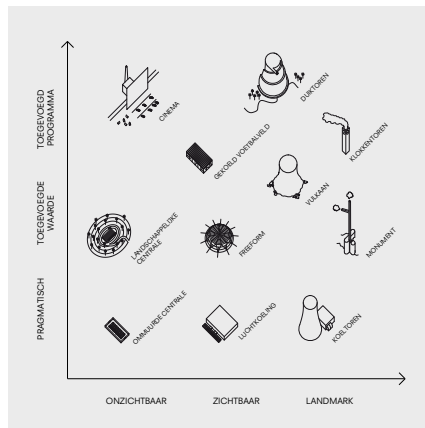 TOEGEVOEGD
PROGRAMMA
CINEMA
DUIKTOREN
GEKOELD VOETBALVELD
KLOKKENTOREN
TOEGEVOEGDE
WAARDE
VULKAAN
LANDSCHAPPELIJKE
CENTRALE
FREEFORM
MONUMENT
PRAGMATISCH
OMMUURDE CENTRALE
LUCHTKOELING
KOELTOREN
ONZICHTBAAR
ZICHTBAAR
LANDMARK